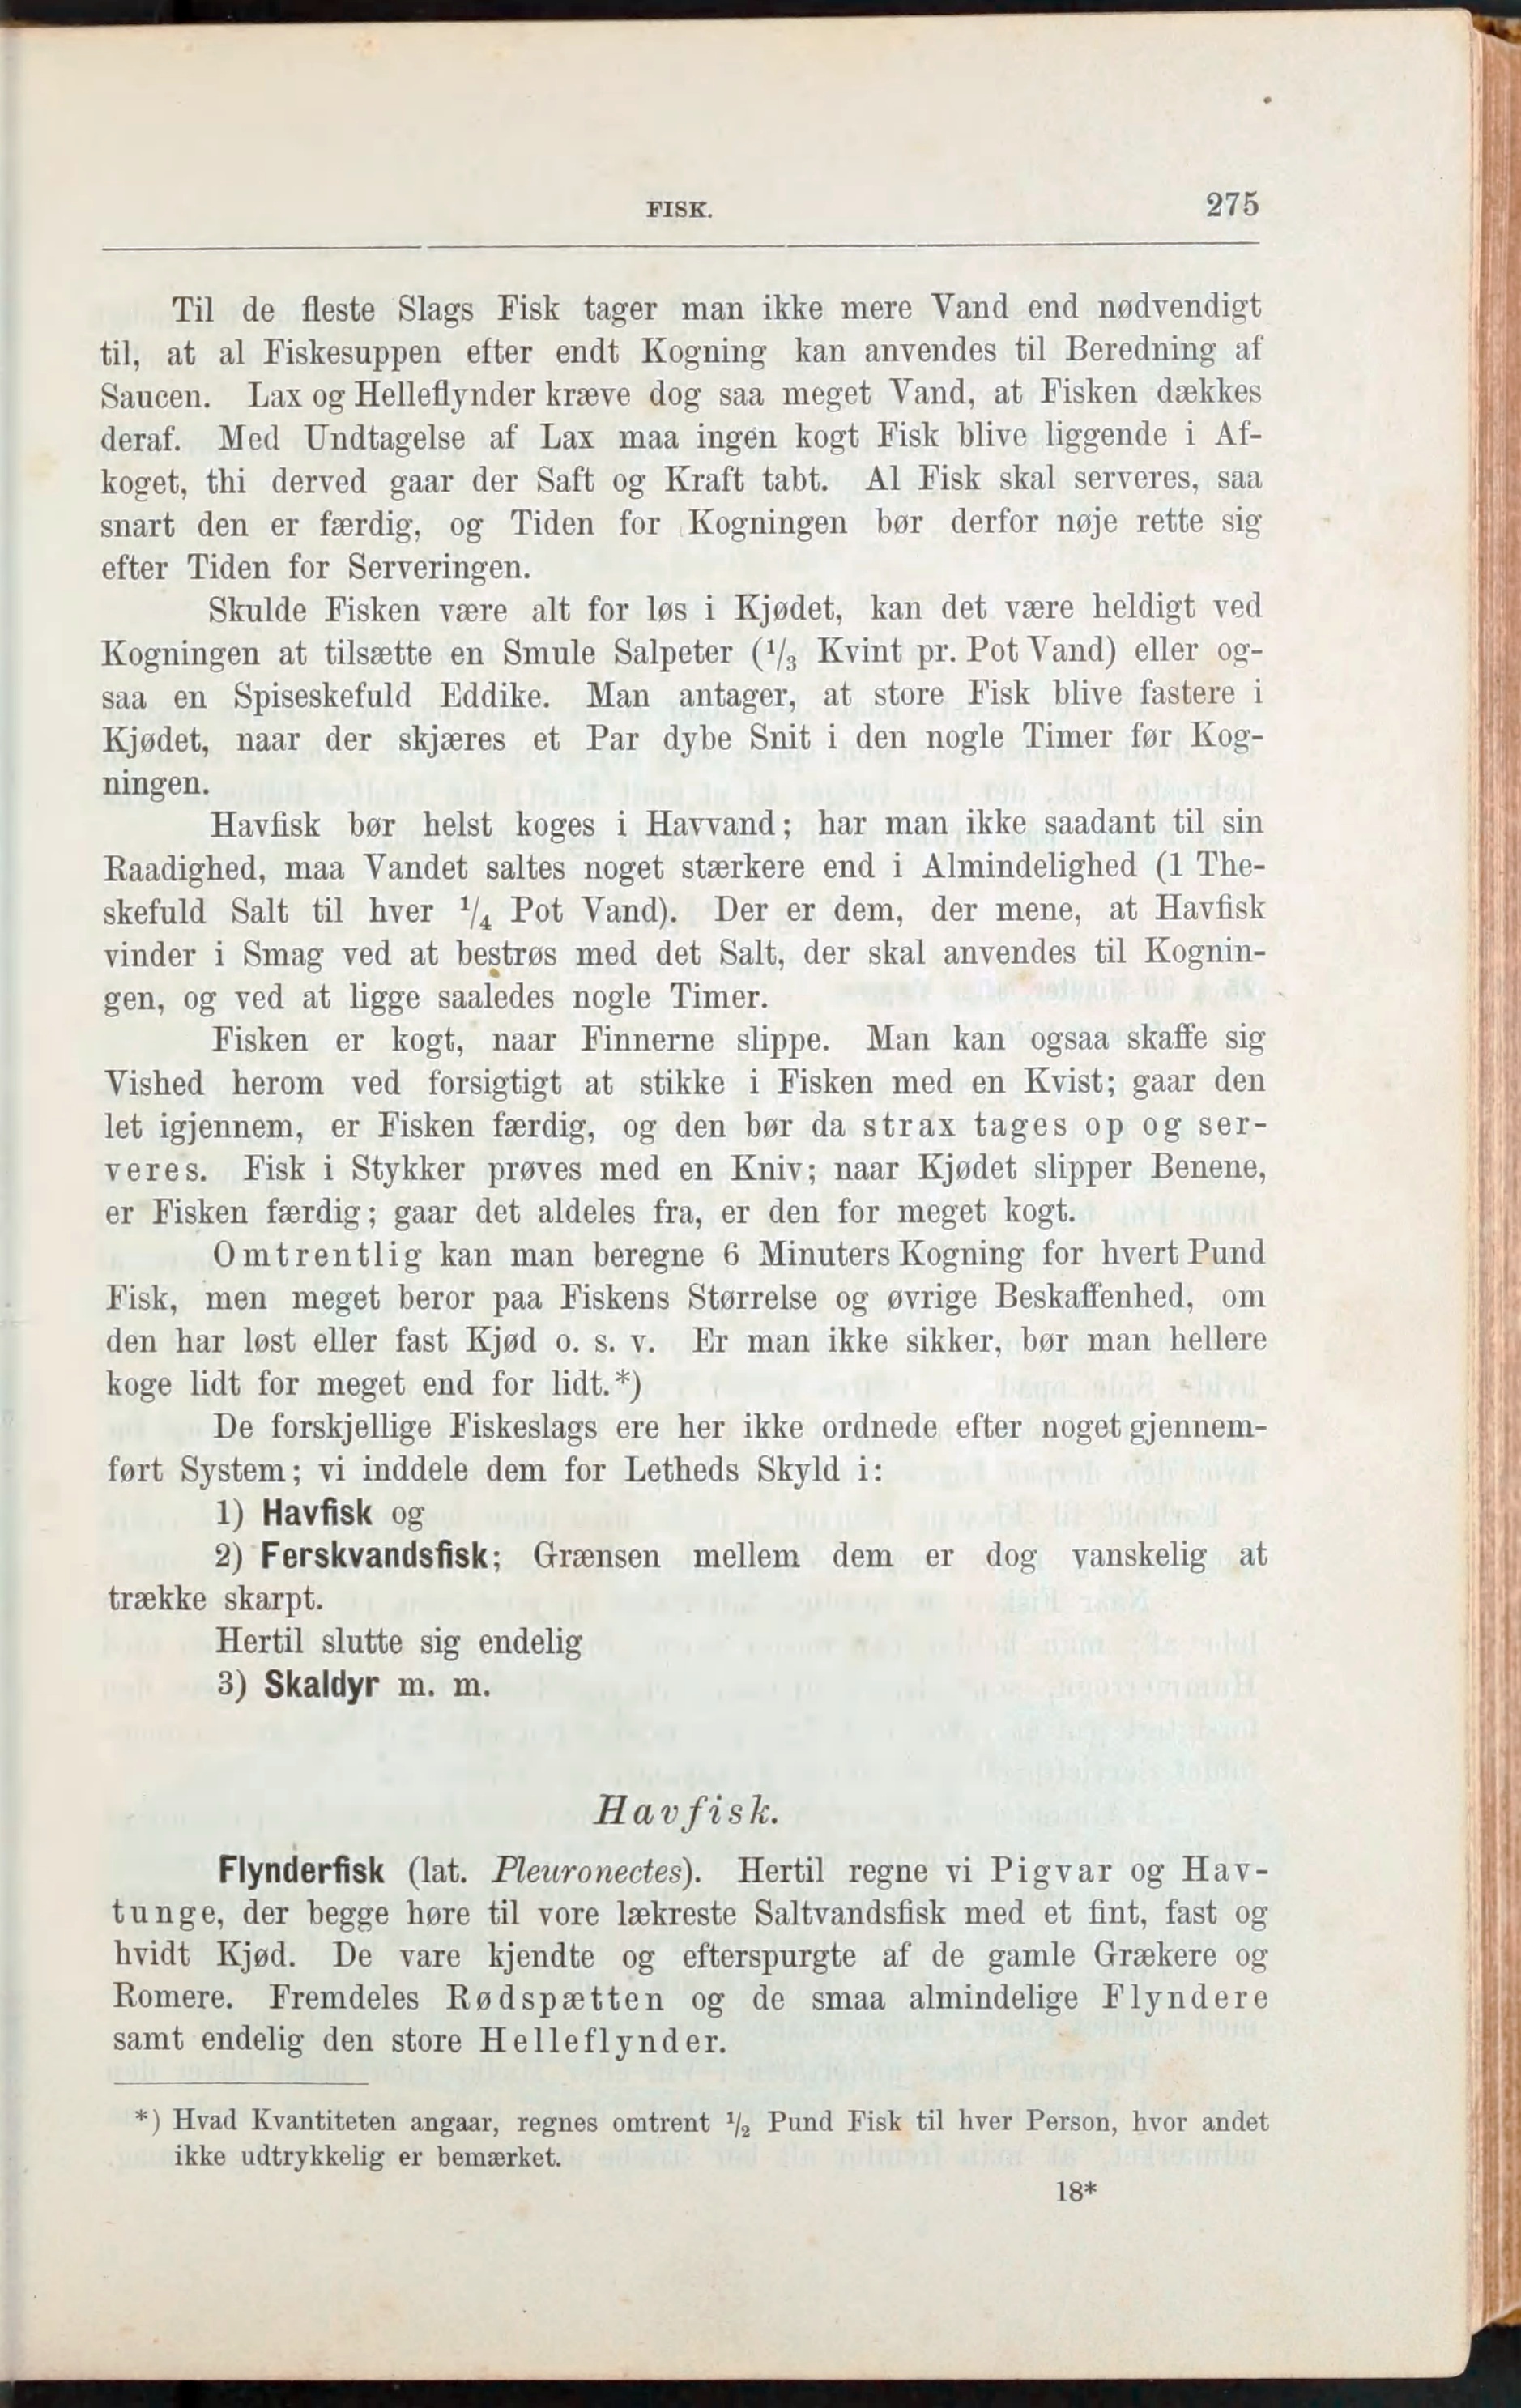 FISK. 275
Til de fleste Slags Fisk tager man ikke mere Vand end nødvendigt
til, at al Fiskesuppen efter endt Kogning kan anvendes til Beredning af
Saucen. Lax og Helleflynder kræve dog saa meget Vand, at Fisken dækkes
deraf. Med Undtagelse af Lax maa ingen kogt Fisk blive liggende i Af-
koget, thi derved gaar der Saft og Kraft tabt. Al Fisk skal serveres, saa
snart den er færdig, og Tiden for Kogningen bør derfor nøje rette sig
efter Tiden for Serveringen.
Skulde Fisken være alt for løs i Kjødet, kan det være heldigt ved
Kogningen at tilsætte en Smule Salpeter (1/3 Kvint pr. Pot Vand) eller og-
saa en Spiseskefuld Eddike. Man antager, at store Fisk blive fastere i
Kjødet, naar der skjæres et Par dybe Snit i den nogle Timer før Kog-
ningen.
Havfisk bør helst koges i Havvand; har man ikke saadant til sin
Raadighed, maa Vandet saltes noget stærkere end i Almindelighed (1 The-
skefuld Salt til hver 1/4 Pot Vand). Der er dem, der mene, at Havfisk
vinder i Smag ved at bestrøs med det Salt, der skal anvendes til Kognin-
gen, og ved at ligge saaledes nogle Timer.
Fisken er kogt, naar Finnerne slippe. Man kan ogsaa skaffe sig
Vished herom ved forsigtigt at stikke i Fisken med en Kvist; gaar den
let igjennem, er Fisken færdig, og den bør da strax tages op og ser-
veres. Fisk i Stykker prøves med en Kniv; naar Kjødet slipper Benene,
er Fisken færdig; gaar det aldeles fra, er den for meget kogt.
Omtrentlig kan man beregne 6 Minuters Kogning for hvert Pund
Fisk, men meget beror paa Fiskens Størrelse og øvrige Beskaffenhed, om
den har løst eller fast Kjød o. s. v. Er man ikke sikker, bør man hellere
koge lidt for meget end for lidt.*)
De forskjellige Fiskeslags ere her ikke ordnede efter noget gjennem-
ført System; vi inddele dem for Letheds Skyld i:
1) Havfisk og
2) Ferskvandsfisk; Grænsen mellem dem er dog vanskelig at
trække skarpt.
Hertil slutte sig endelig
3) Skaldyr m. m.
Havfisk.
Flynderfisk (lat. Pleuronectes). Hertil regne vi Pigvar og Hav-
tunge, der begge høre til vore lækreste Saltvandsfisk med et fint, fast og
hvidt Kjød. De vare kjendte og efterspurgte af de gamle Grækere og
Romere. Fremdeles Rødspætten og de smaa almindelige Flyndere
samt endelig den store Helleflynder.
*) Hvad Kvantiteten angaar, regnes omtrent 1/2 Pund Fisk til hver Person, hvor andet
ikke udtrykkelig er bemærket.
18*